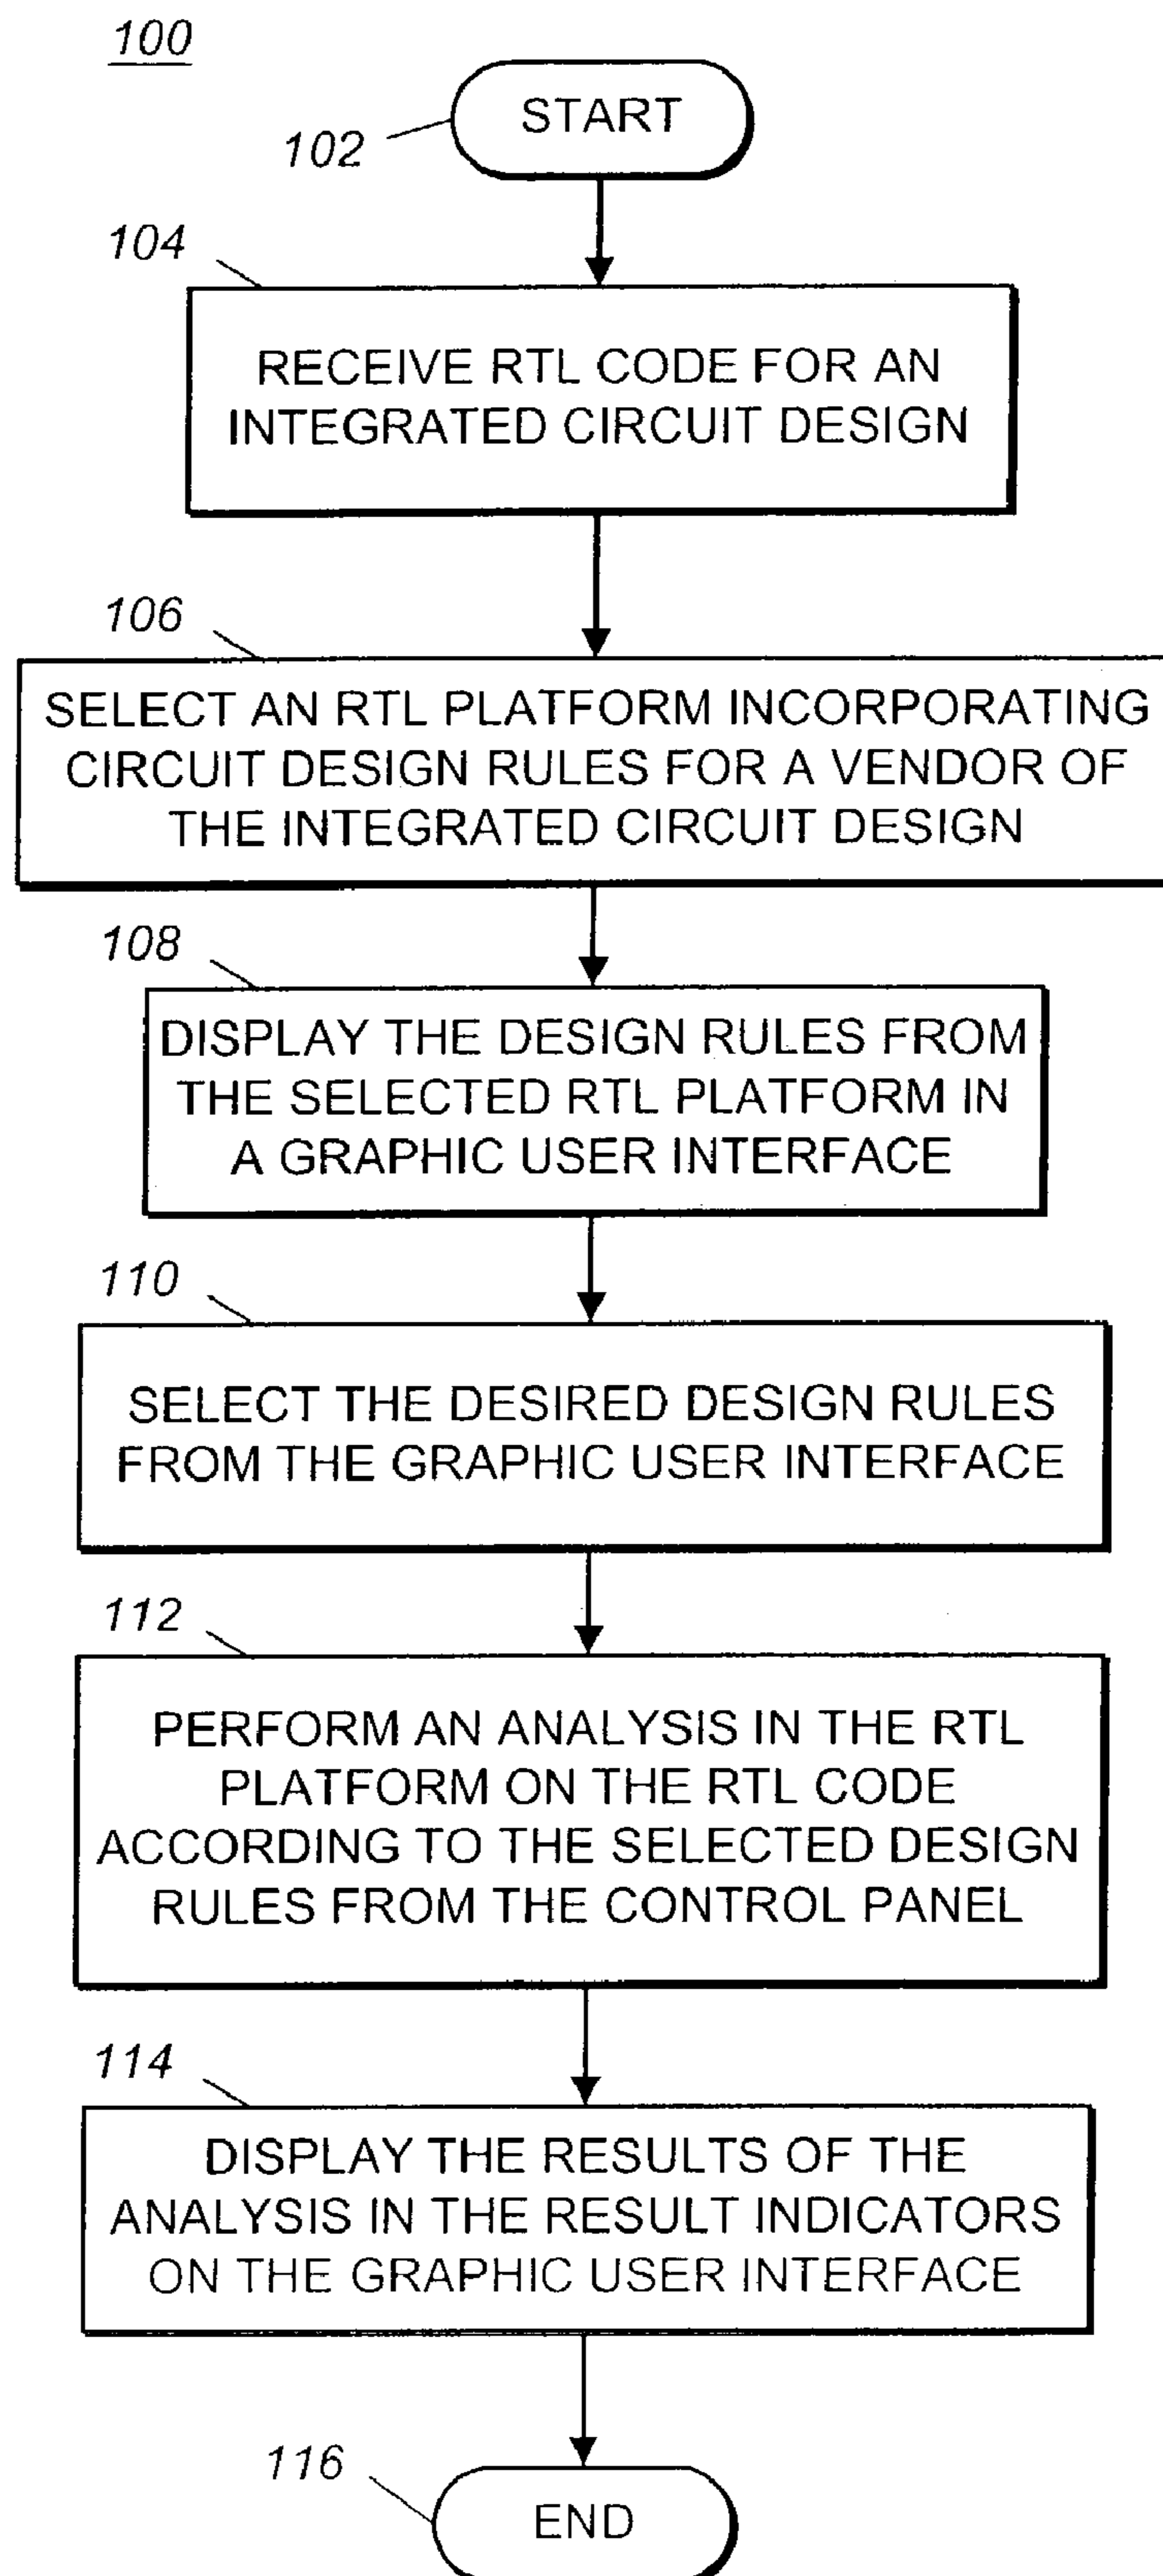 100
START
102
104
RECEIVE RTL CODE FOR AN
INTEGRATED CIRCUIT DESIGN
106
SELECT AN RTL PLATFORM INCORPORATING
CIRCUIT DESIGN RULES FOR A VENDOR OF
THE INTEGRATED CIRCUIT DESIGN
108
DISPLAY THE DESIGN RULES FROM
THE SELECTED RTL PLATFORM IN
A GRAPHIC USER INTERFACE
110
SELECT THE DESIRED DESIGN RULES
FROM THE GRAPHIC USER INTERFACE
112
PERFORM AN ANALYSIS IN THE RTL
PLATFORM ON THE RTL CODE
ACCORDING TO THE SELECTED DESIGN
RULES FROM THE CONTROL PANEL
114
DISPLAY THE RESULTS OF THE
ANALYSIS IN THE RESULT INDICATORS
ON THE GRAPHIC USER INTERFACE
116
END